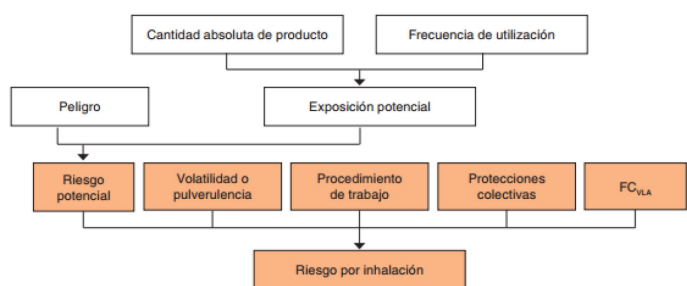 Cantidad absoluta de producto
Frecuencia de utilización
Peligro
Exposición potencial
Riesgo
potencial
Volatilidad o
pulverulencia
Procedimiento
de trabajo
Protecciones
colectivas
FCVLA
Riesgo por inhalación